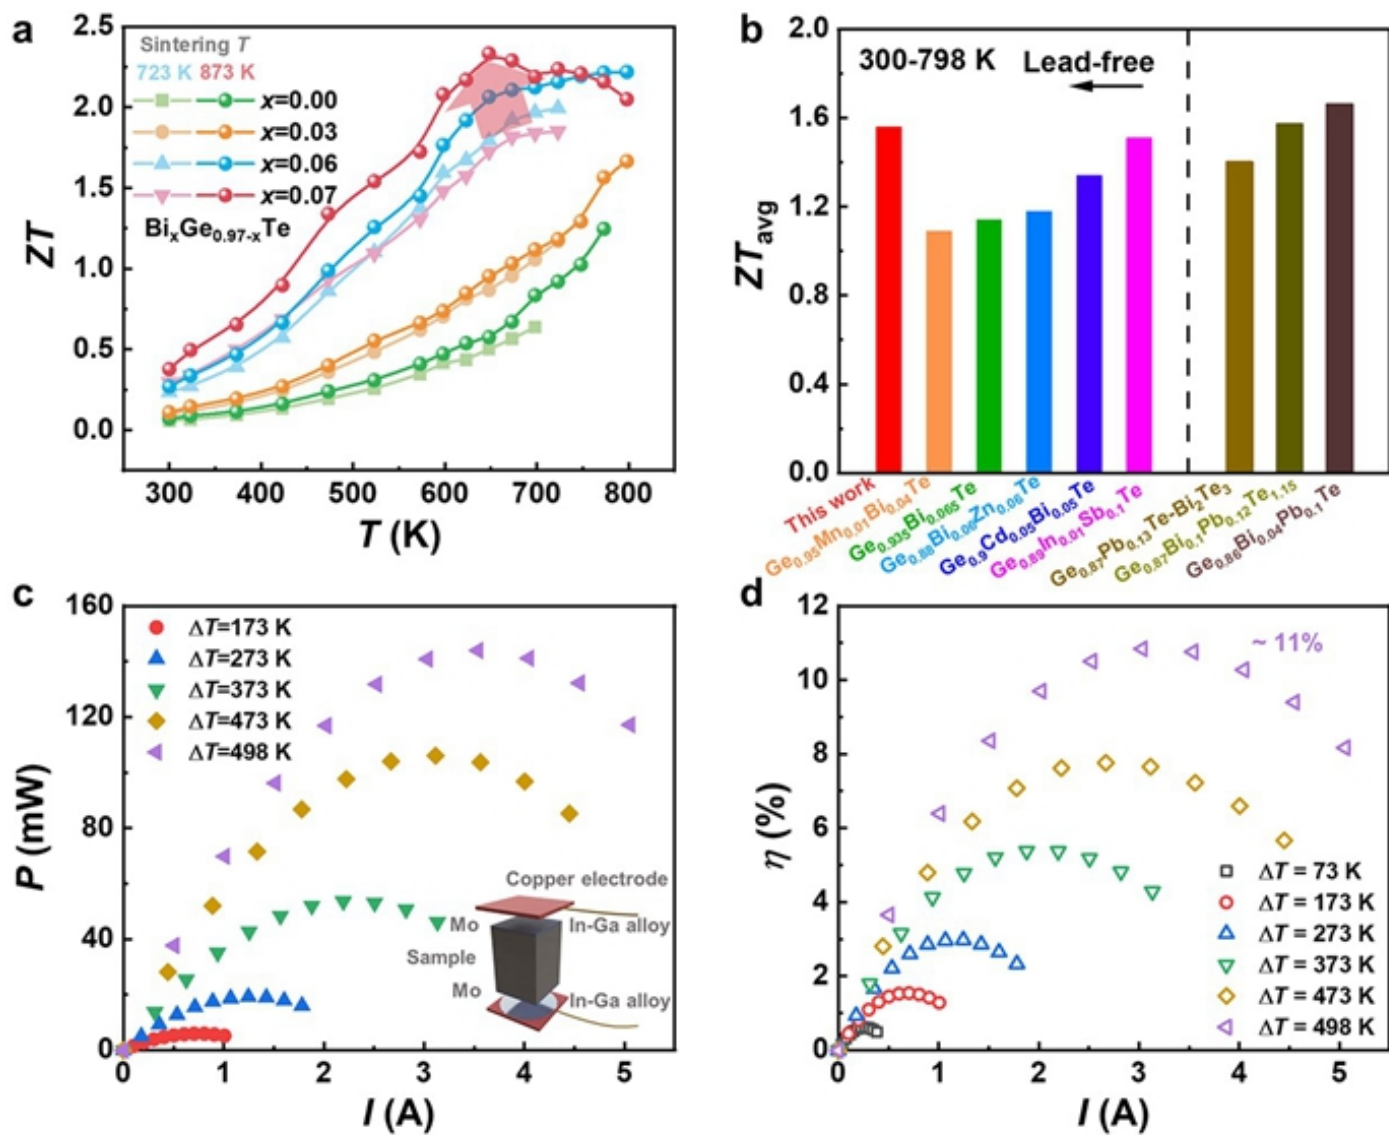 a
Sintering T
723 K 873 K
x=0.00
x=0.03
x=0.06
x=0.07
BiₓGe₀.₉₇₋ₓTe
2.5
2.0
1.5
1.0
0.5
0.0
ZT
300 400 500 600 700 800
T (K)
b
300-798 K
Lead-free
2.0
1.6
1.2
0.8
0.4
0.0
ZTavg
This work
Ge0.95Mn0.01Bi0.04Te
Ge0.935Bi0.065Te
Ge0.88Bi0.06Zn0.06Te
Ge0.9Cd0.05Bi0.05Te
Ge0.89In0.01Sb0.1Te
Ge0.87Pb0.13Te-Bi2Te3
Ge0.87Bi0.1Pb0.12Te1.15
Ge0.86Bi0.04Pb0.1Te
c
160
120
80
40
0
P (mW)
ΔT=173 K
ΔT=273 K
ΔT=373 K
ΔT=473 K
ΔT=498 K
Copper electrode
Mo
In-Ga alloy
Sample
Mo
In-Ga alloy
0 1 2 3 4 5
I (A)
d
12
10
8
6
4
2
0
η (%)
~ 11%
ΔT = 73 K
ΔT = 173 K
ΔT = 273 K
ΔT = 373 K
ΔT = 473 K
ΔT = 498 K
0 1 2 3 4 5
I (A)